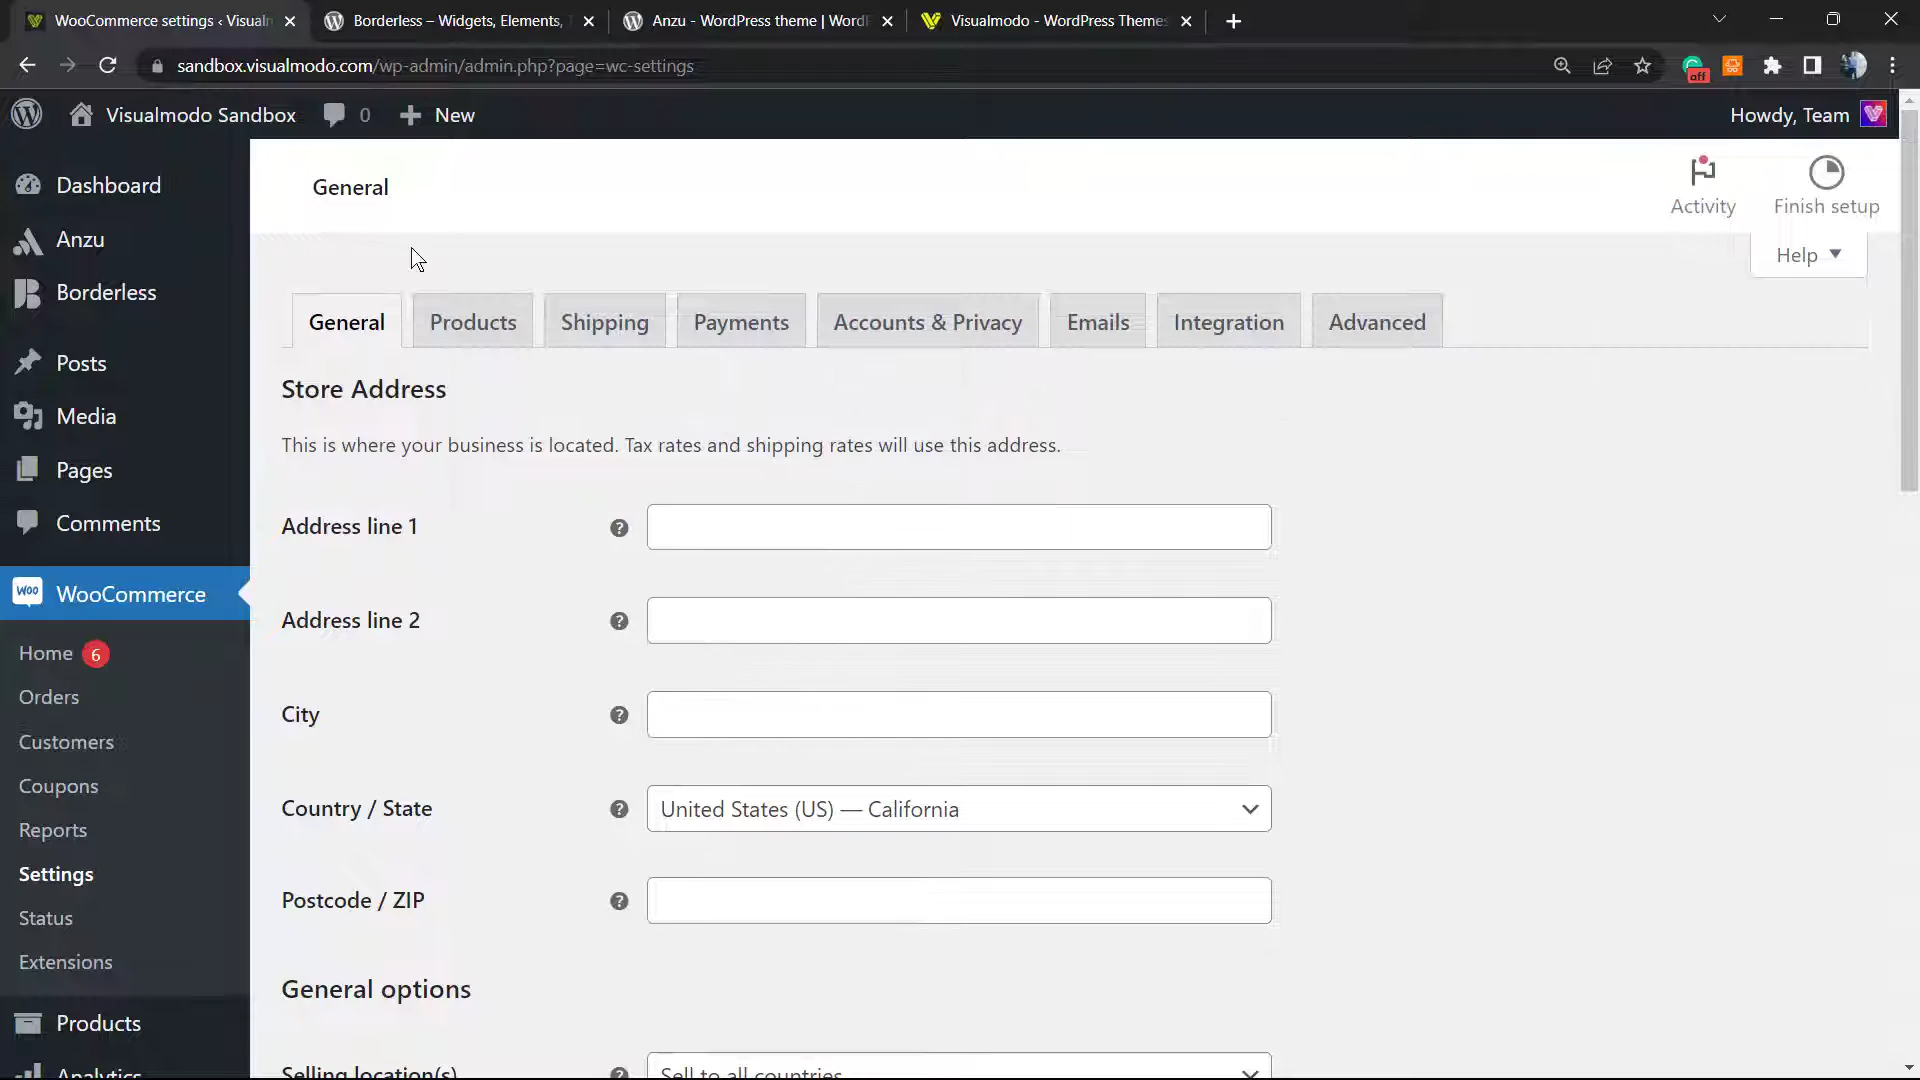 WooCommerce settings ‹ Visualm
Borderless – Widgets, Elements,
Anzu - WordPress theme | WordP
Visualmodo - WordPress Themes
sandbox.visualmodo.com/wp-admin/admin.php?page=wc-settings
off
Visualmodo Sandbox
0
New
Howdy, Team
Dashboard
Anzu
Borderless
Posts
Media
Pages
Comments
WOO
WooCommerce
Home 6
Orders
Customers
Coupons
Reports
Settings
Status
Extensions
Products
Analytics
General
Activity
Finish setup
Help
General
Products
Shipping
Payments
Accounts & Privacy
Emails
Integration
Advanced
Store Address
This is where your business is located. Tax rates and shipping rates will use this address.
Address line 1
Address line 2
City
Country / State
United States (US) — California
Postcode / ZIP
General options
Selling location(s)
Sell to all countries